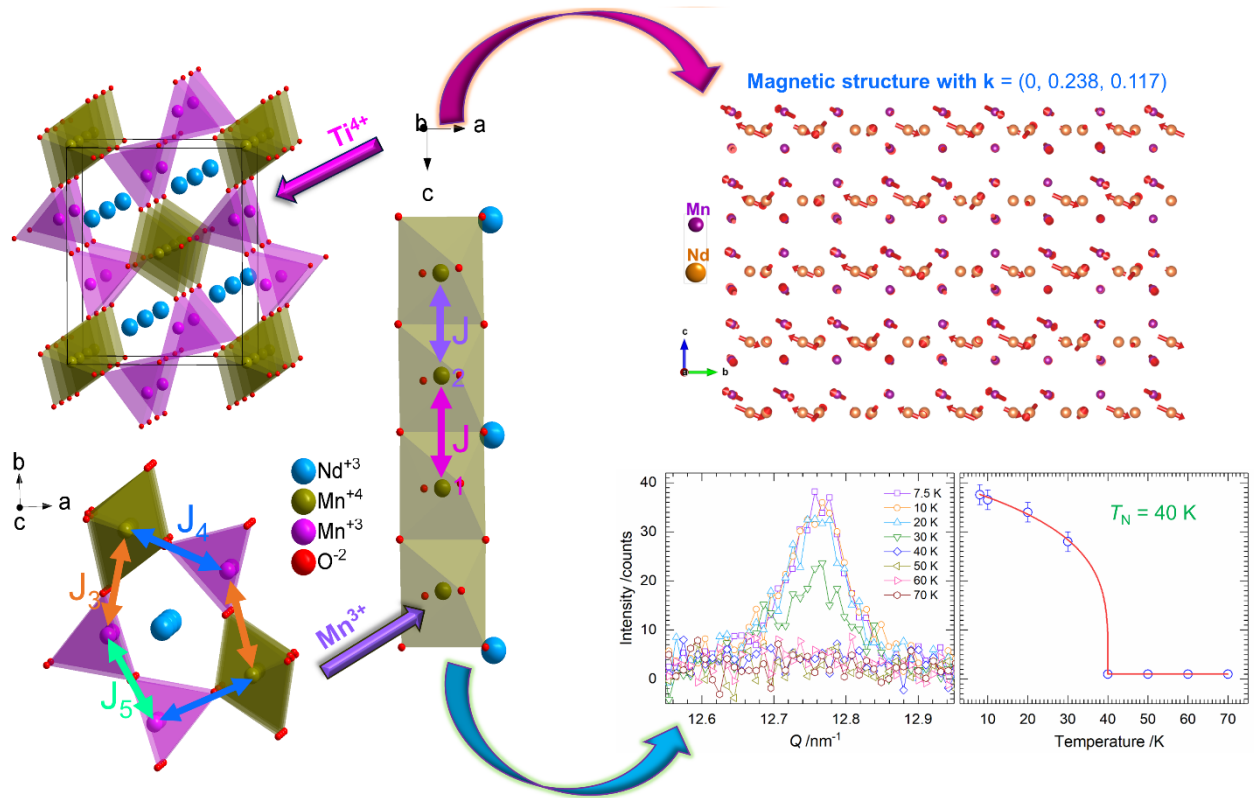 Ti4+
b
a
c
J
2
J
1
b
a
c
J4
J3
J5
Nd+3
Mn+4
Mn+3
O-2
Mn3+
Magnetic structure with k = (0, 0.238, 0.117)
Mn
Nd
c
a
b
40
30
20
10
0
Intensity /counts
7.5 K
10 K
20 K
30 K
40 K
50 K
60 K
70 K
12.6 12.7 12.8 12.9
Q /nm-1
TN = 40 K
10 20 30 40 50 60 70
Temperature /K